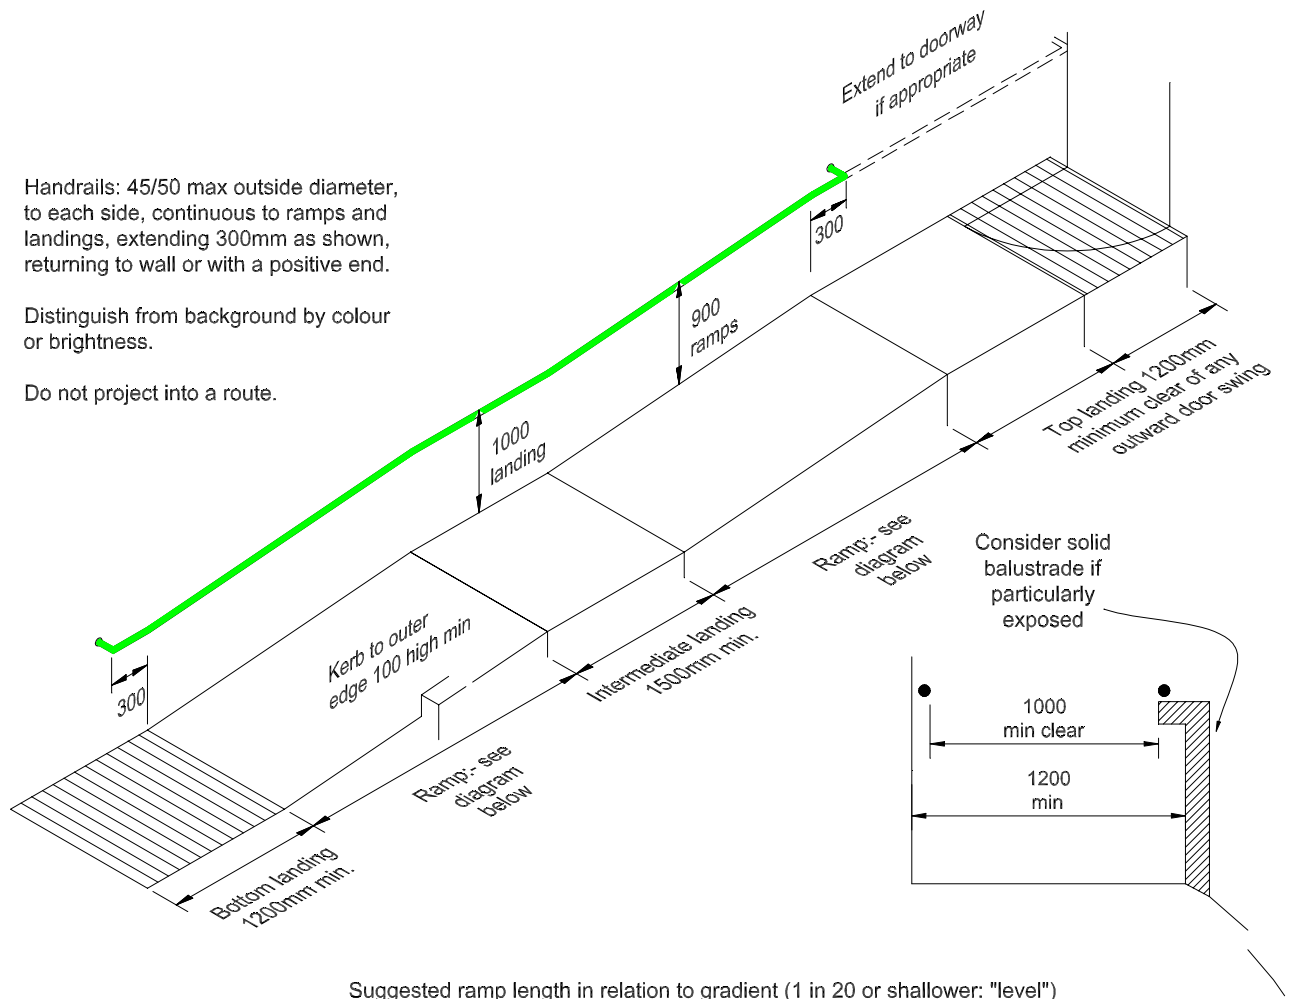 Extend to doorway
if appropriate
Handrails: 45/50 max outside diameter,
to each side, continuous to ramps and
landings, extending 300mm as shown,
returning to wall or with a positive end.
Distinguish from background by colour
or brightness.
Do not project into a route.
300
900
ramps
1000
landing
Top landing 1200mm
minimum clear of any
outward door swing
Ramp:- see
diagram
below
Consider solid
balustrade if
particularly
exposed
Kerb to outer
edge 100 high min
Intermediate landing
1500mm min.
300
1000
min clear
1200
min
Ramp:- see
diagram
below
Bottom landing
1200mm min.
Suggested ramp length in relation to gradient (1 in 20 or shallower: "level")